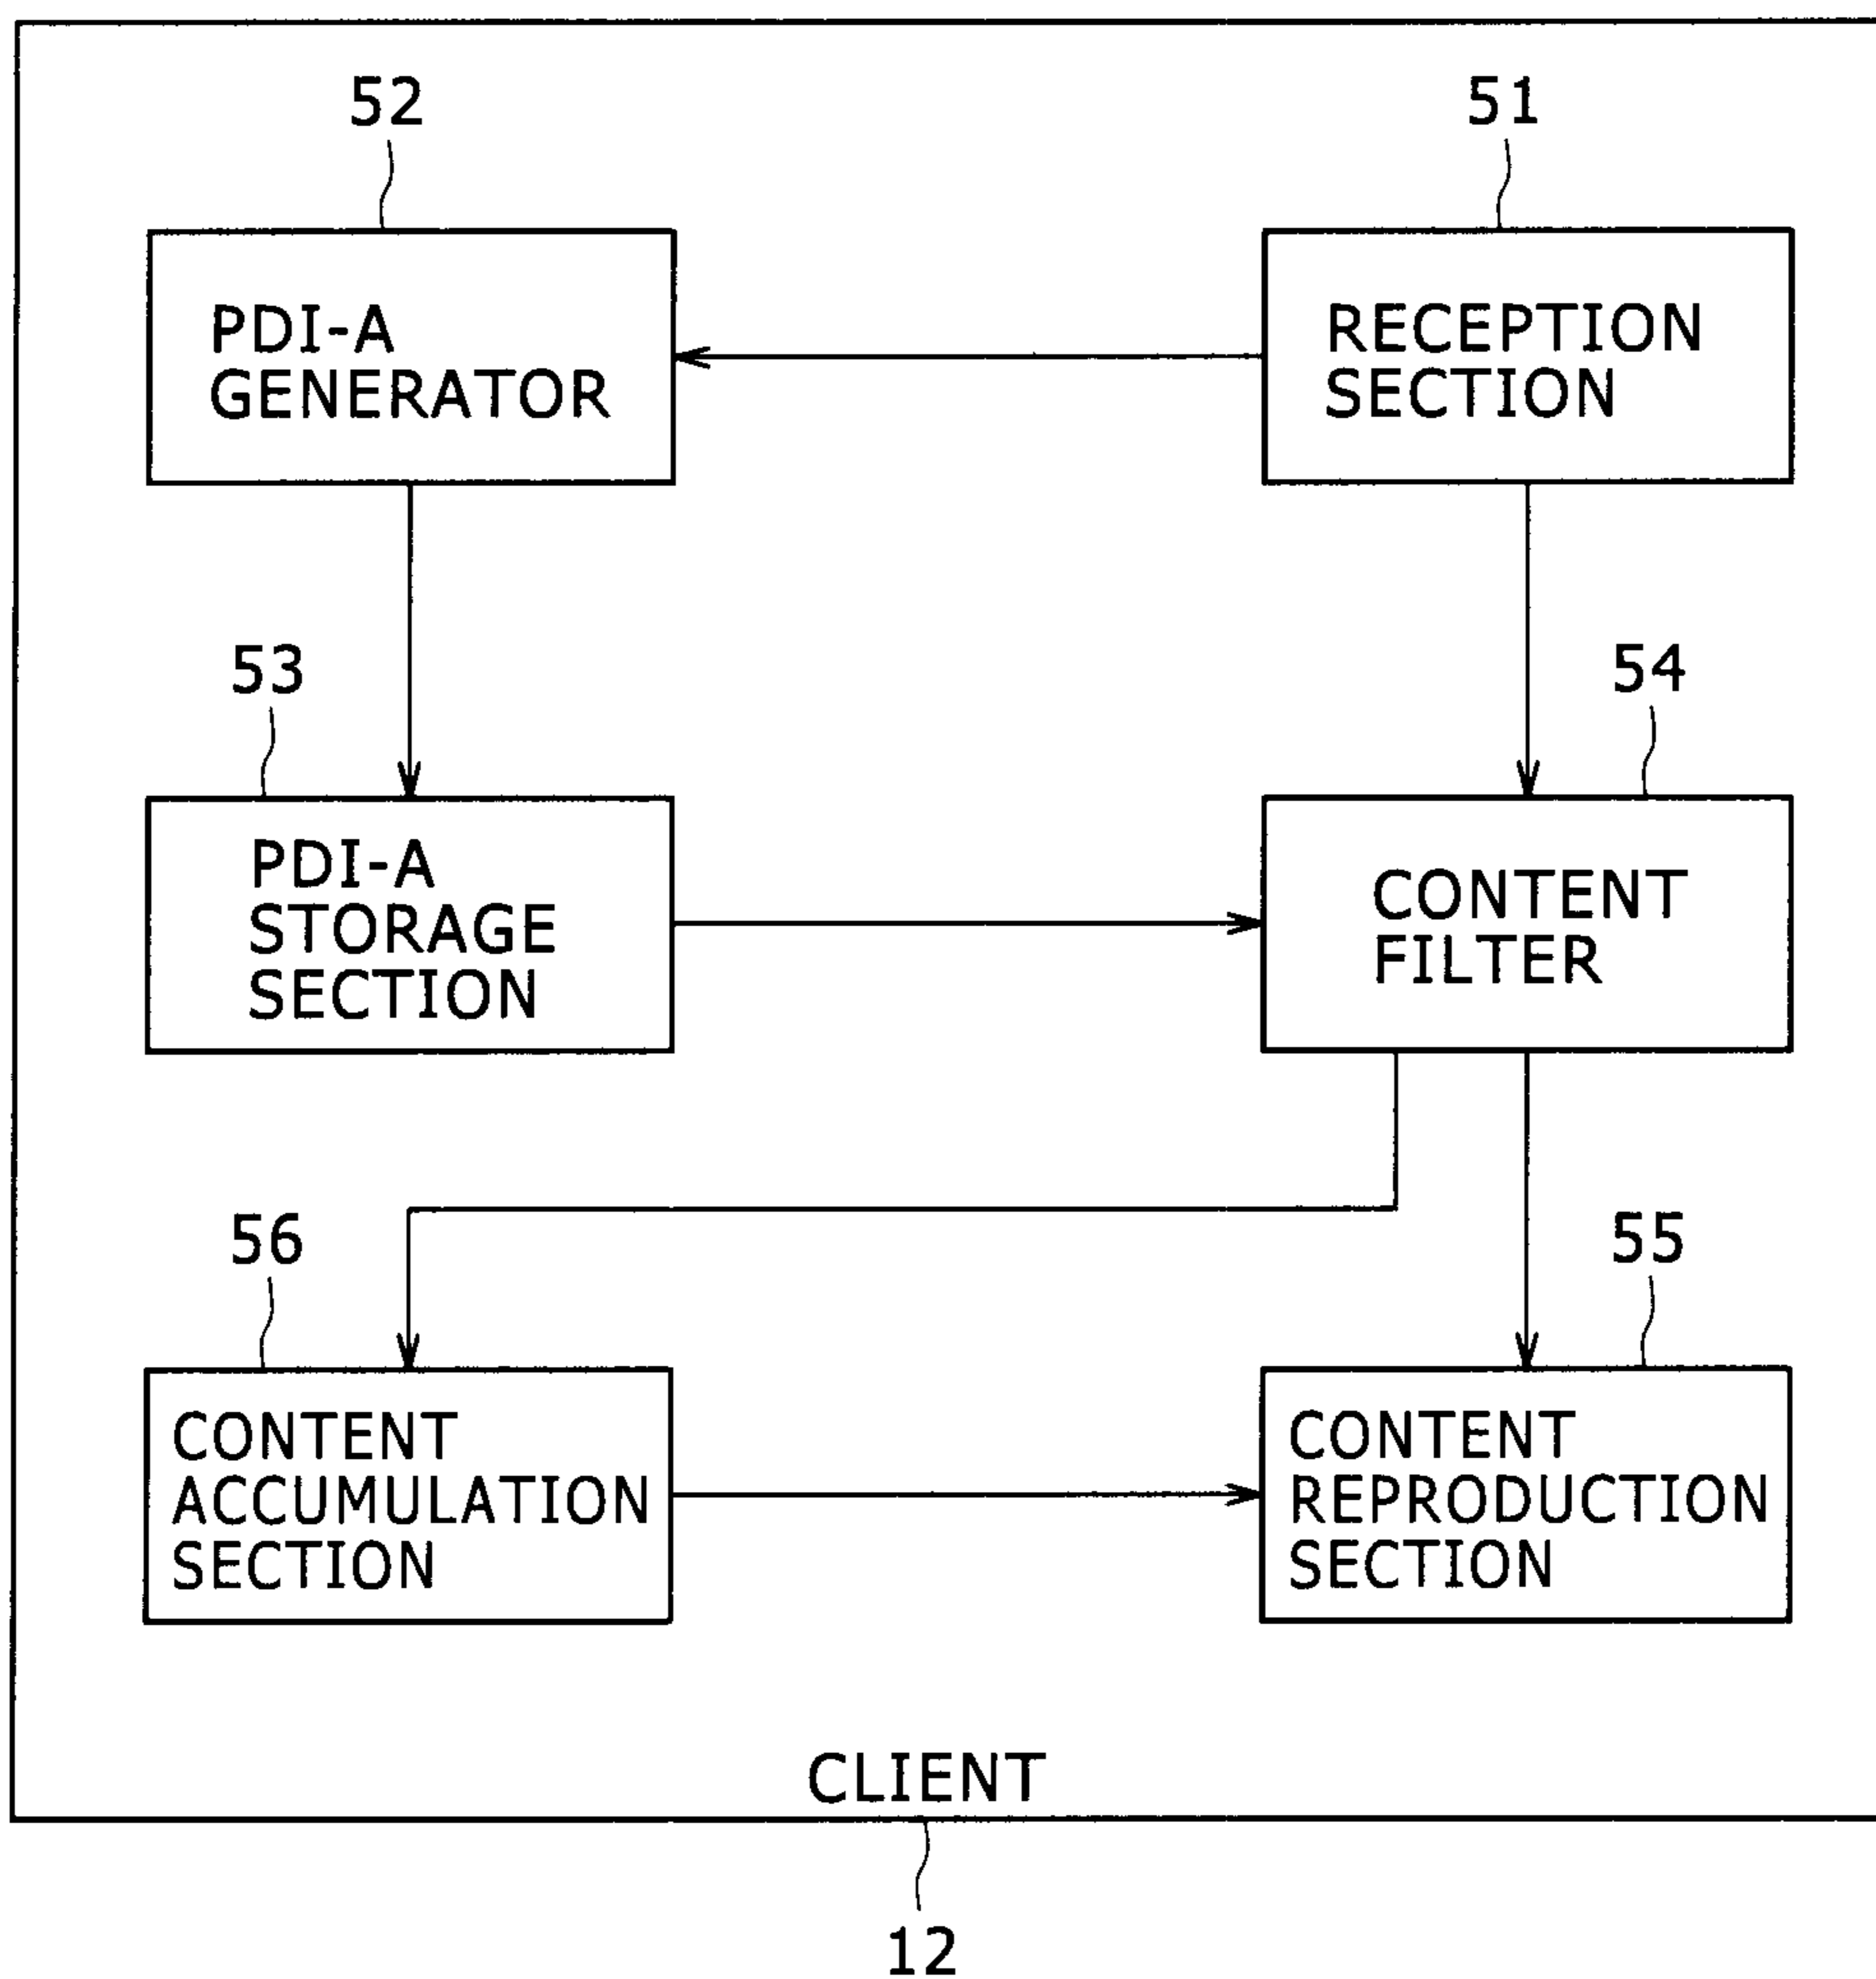 52
51
PDI-A
GENERATOR
RECEPTION
SECTION
53
54
PDI-A
STORAGE
SECTION
CONTENT
FILTER
56
55
CONTENT
ACCUMULATION
SECTION
CONTENT
REPRODUCTION
SECTION
CLIENT
12